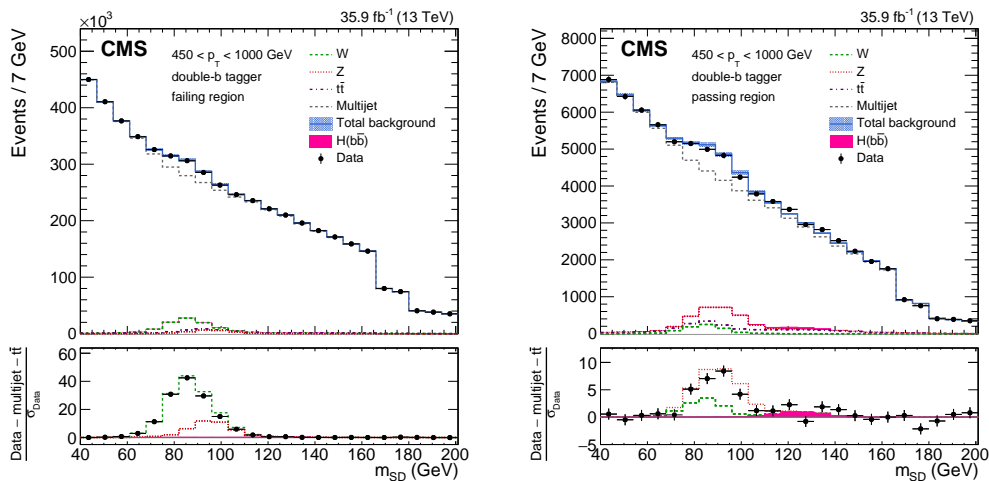 35.9 fb⁻¹ (13 TeV)
×10³
CMS
450 < p_T < 1000 GeV
double-b tagger
failing region
W
Z
tt̄
Multijet
Total background
H(bb̄)
Data
Events / 7 GeV
500
400
300
200
100
0
60
40
20
0
Data − multijet − tt̄
σ_Data
40 60 80 100 120 140 160 180 200
m_SD (GeV)
35.9 fb⁻¹ (13 TeV)
CMS
450 < p_T < 1000 GeV
double-b tagger
passing region
W
Z
tt̄
Multijet
Total background
H(bb̄)
Data
Events / 7 GeV
8000
7000
6000
5000
4000
3000
2000
1000
0
10
5
0
−5
Data − multijet − tt̄
σ_Data
40 60 80 100 120 140 160 180 200
m_SD (GeV)